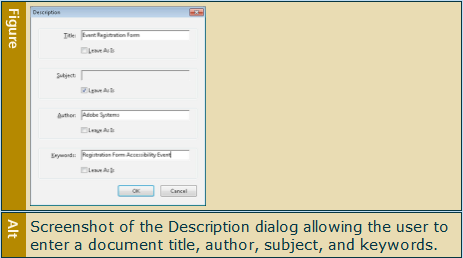 Figure
Description
Title:
Event Registration Form
Leave As Is
Subject:
Leave As Is
Author:
Adobe Systems
Leave As Is
Keywords:
Registration Form Accessibility Event
Leave As Is
OK Cancel
Alt
Screenshot of the Description dialog allowing the user to
enter a document title, author, subject, and keywords.